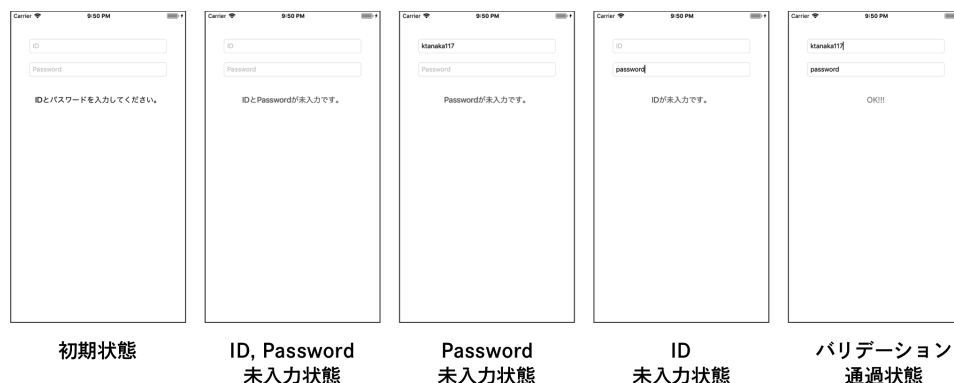 Carrier 9:50 PM
ID
Password
IDとパスワードを入力してください。
初期状態
Carrier 9:50 PM
ID
Password
IDとPasswordが未入力です。
ID, Password
未入力状態
Carrier 9:50 PM
ktanaka117
Password
Passwordが未入力です。
Password
未入力状態
Carrier 9:50 PM
ID
password
IDが未入力です。
ID
未入力状態
Carrier 9:50 PM
ktanaka117
password
OK!!!
バリデーション
通過状態